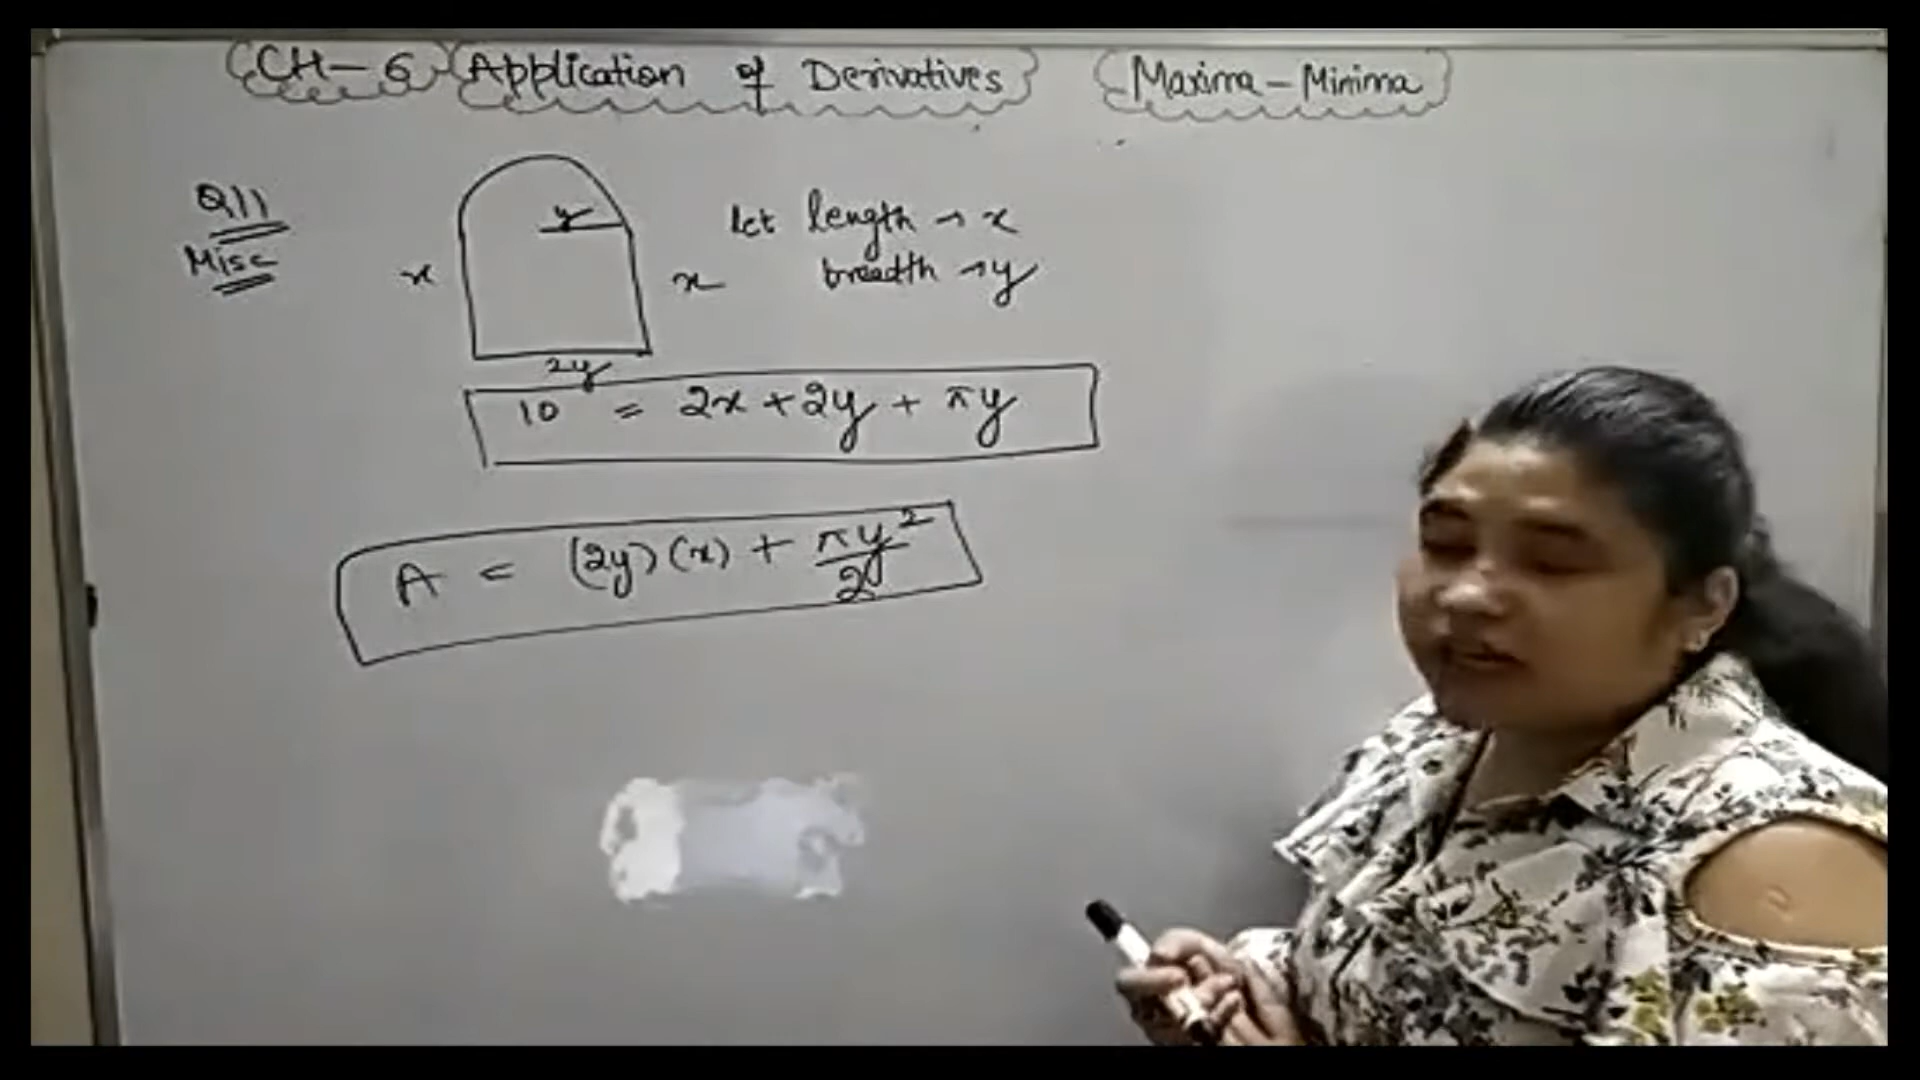 CH-6 Application of Derivatives Maxima-Minima
Q11
Misc
y
x
x
2y
let length → x
breadth → y
10 = 2x + 2y + πy
A = (2y)(x) + πy²/2